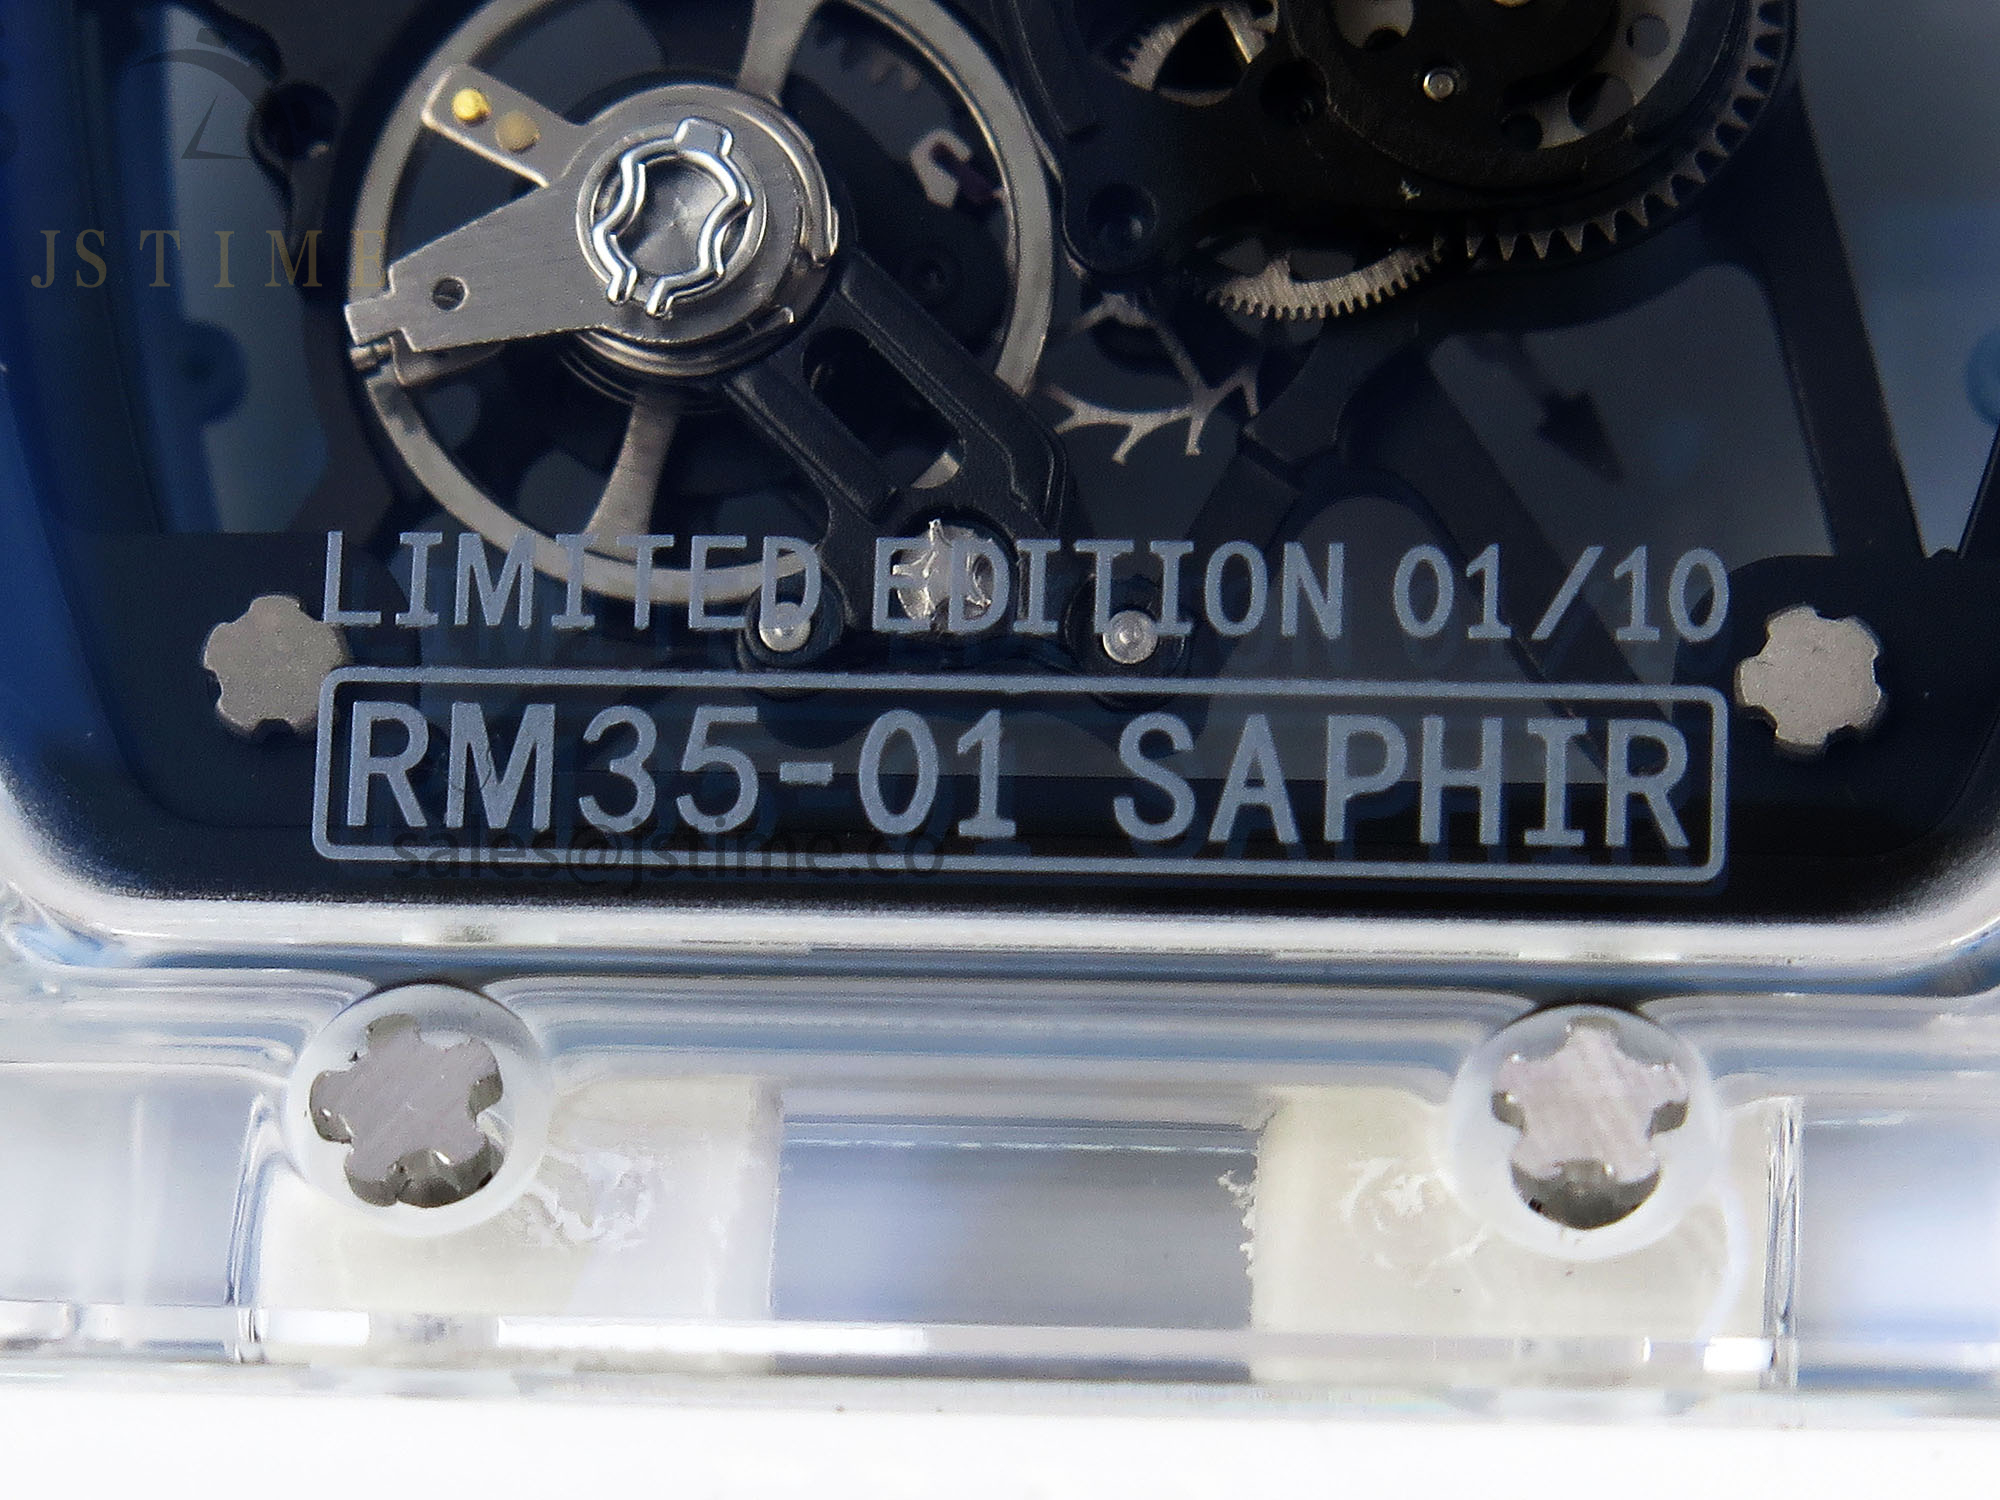 JSTIME
LIMITED EDITION 01/10
RM35-01 SAPHIR
sales@jstime.co